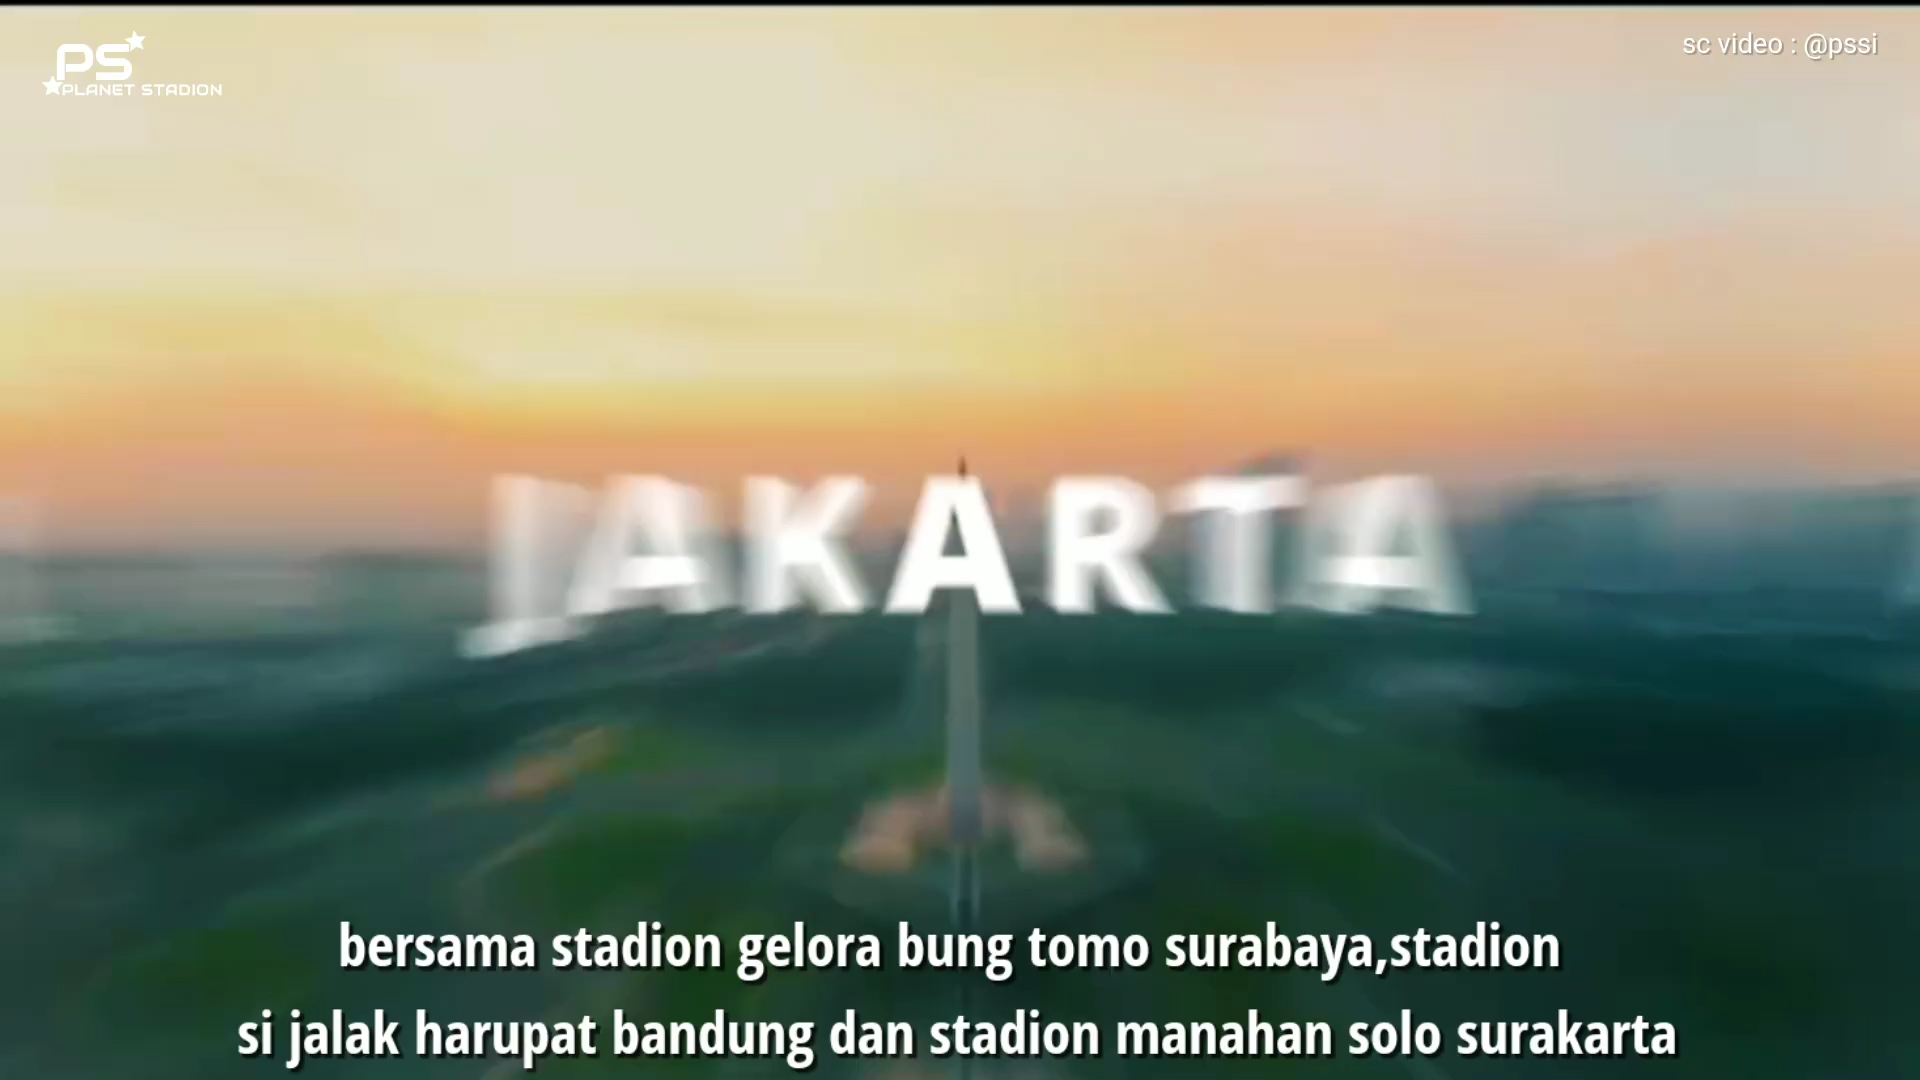 PS
PLANET STADION
sc video : @pssi
JAKARTA
bersama stadion gelora bung tomo surabaya,stadion
si jalak harupat bandung dan stadion manahan solo surakarta